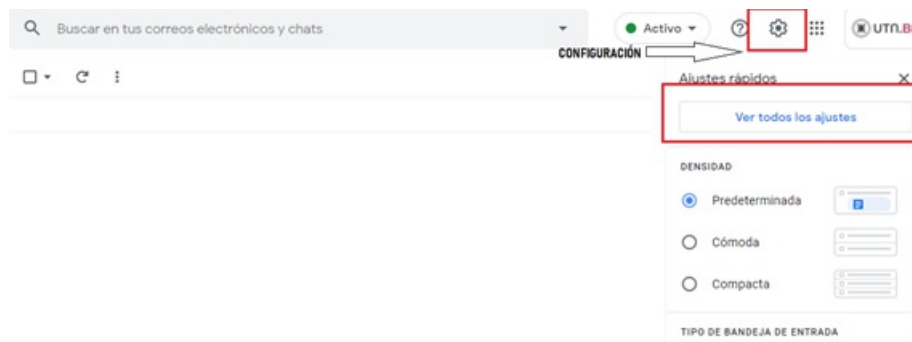 Buscar en tus correos electrónicos y chats
Activo
UTN.B
CONFIGURACIÓN
Ajustes rápidos
Ver todos los ajustes
DENSIDAD
Predeterminada
Cómoda
Compacta
TIPO DE BANDEJA DE ENTRADA